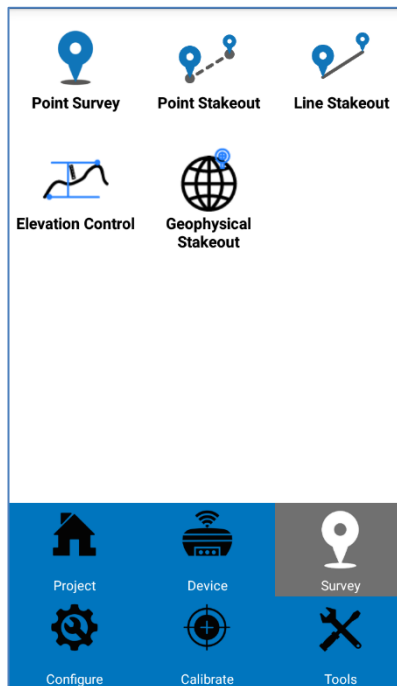 Point Survey
Point Stakeout
Line Stakeout
Elevation Control
Geophysical
Stakeout
Project
Device
Survey
Configure
Calibrate
Tools